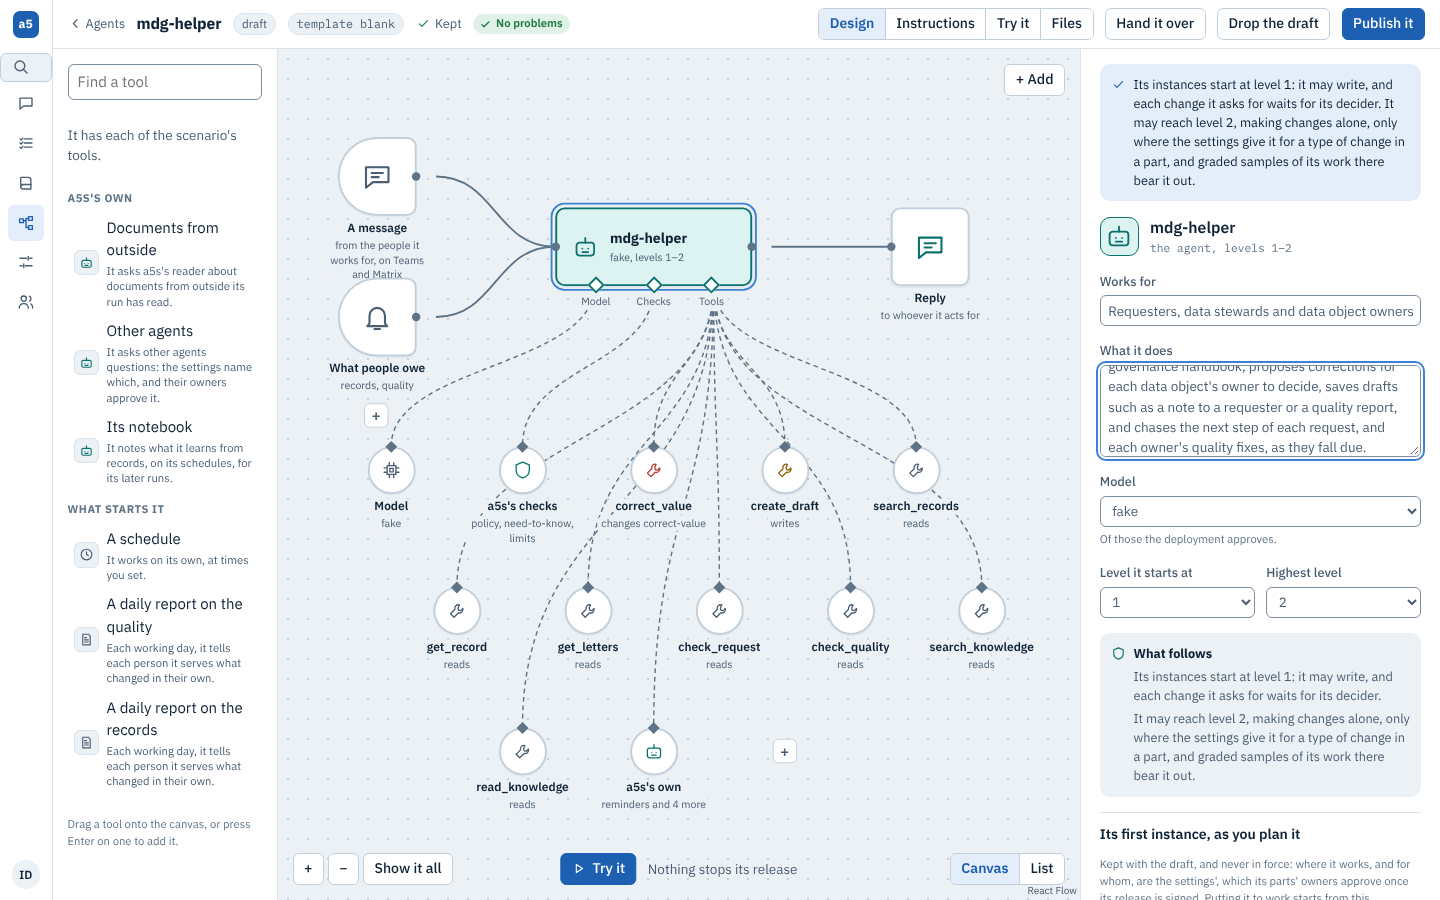 a5
Agents
mdg-helper
draft
template blank
Kept
No problems
Design
Instructions
Try it
Files
Hand it over
Drop the draft
Publish it
Find a tool
It has each of the scenario's
tools.
A5S'S OWN
Documents from
outside
It asks a5s's reader about
documents from outside its
run has read.
Other agents
It asks other agents
questions: the settings name
which, and their owners
approve it.
Its notebook
It notes what it learns from
records, on its schedules, for
its later runs.
WHAT STARTS IT
A schedule
It works on its own, at times
you set.
A daily report on the
quality
Each working day, it tells
each person it serves what
changed in their own.
A daily report on the
records
Each working day, it tells
each person it serves what
changed in their own.
Drag a tool onto the canvas, or press
Enter on one to add it.
ID
+ Add
A message
from the people it
works for, on Teams
and Matrix
What people owe
records, quality
+
mdg-helper
fake, levels 1–2
Model
Checks
Tools
Reply
to whoever it acts for
Model
fake
a5s's checks
policy, need-to-know,
limits
correct_value
changes correct-value
create_draft
writes
search_records
reads
get_record
reads
get_letters
reads
check_request
reads
check_quality
reads
search_knowledge
reads
read_knowledge
reads
a5s's own
reminders and 4 more
+
+
−
Show it all
Try it
Nothing stops its release
Canvas
List
React Flow
Its instances start at level 1: it may write, and
each change it asks for waits for its decider. It
may reach level 2, making changes alone, only
where the settings give it for a type of change in
a part, and graded samples of its work there
bear it out.
mdg-helper
the agent, levels 1–2
Works for
Requesters, data stewards and data object owners
What it does
governance handbook, proposes corrections for
each data object's owner to decide, saves drafts
such as a note to a requester or a quality report,
and chases the next step of each request, and
each owner's quality fixes, as they fall due.
Model
fake
Of those the deployment approves.
Level it starts at
Highest level
1
2
What follows
Its instances start at level 1: it may write, and
each change it asks for waits for its decider.
It may reach level 2, making changes alone, only
where the settings give it for a type of change in
a part, and graded samples of its work there
bear it out.
Its first instance, as you plan it
Kept with the draft, and never in force: where it works, and for
whom, are the settings', which its parts' owners approve once
its release is signed. Putting it to work starts from this.